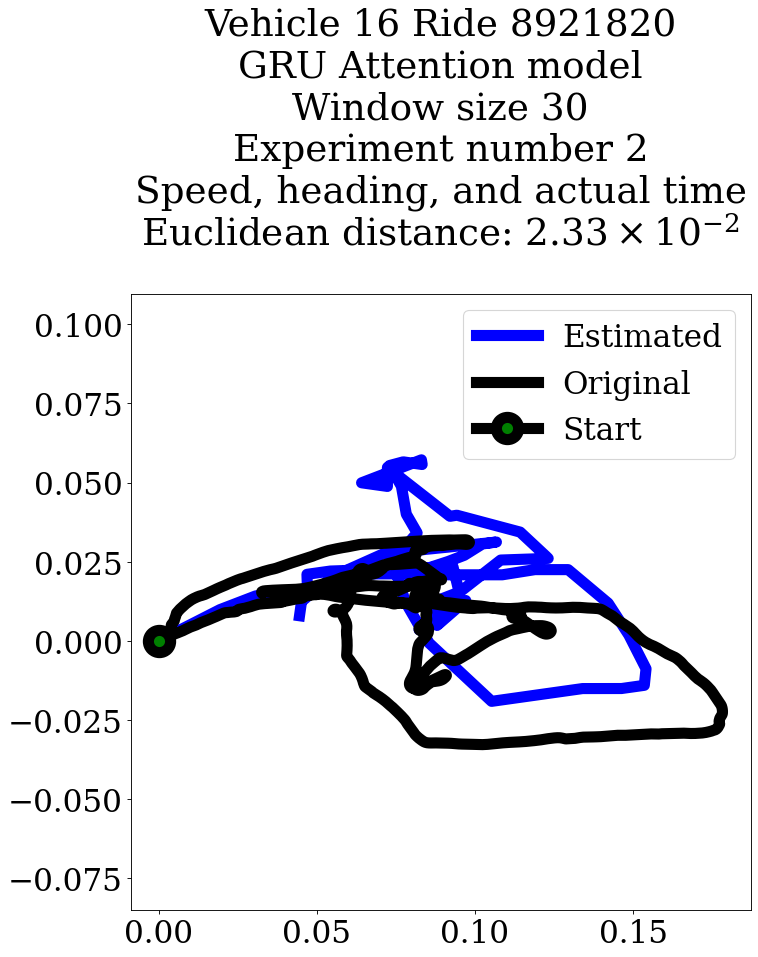 Vehicle 16 Ride 8921820
GRU Attention model
Window size 30
Experiment number 2
Speed, heading, and actual time
Euclidean distance: 2.33 × 10⁻²
Estimated
Original
Start
0.100
0.075
0.050
0.025
0.000
−0.025
−0.050
−0.075
0.00 0.05 0.10 0.15